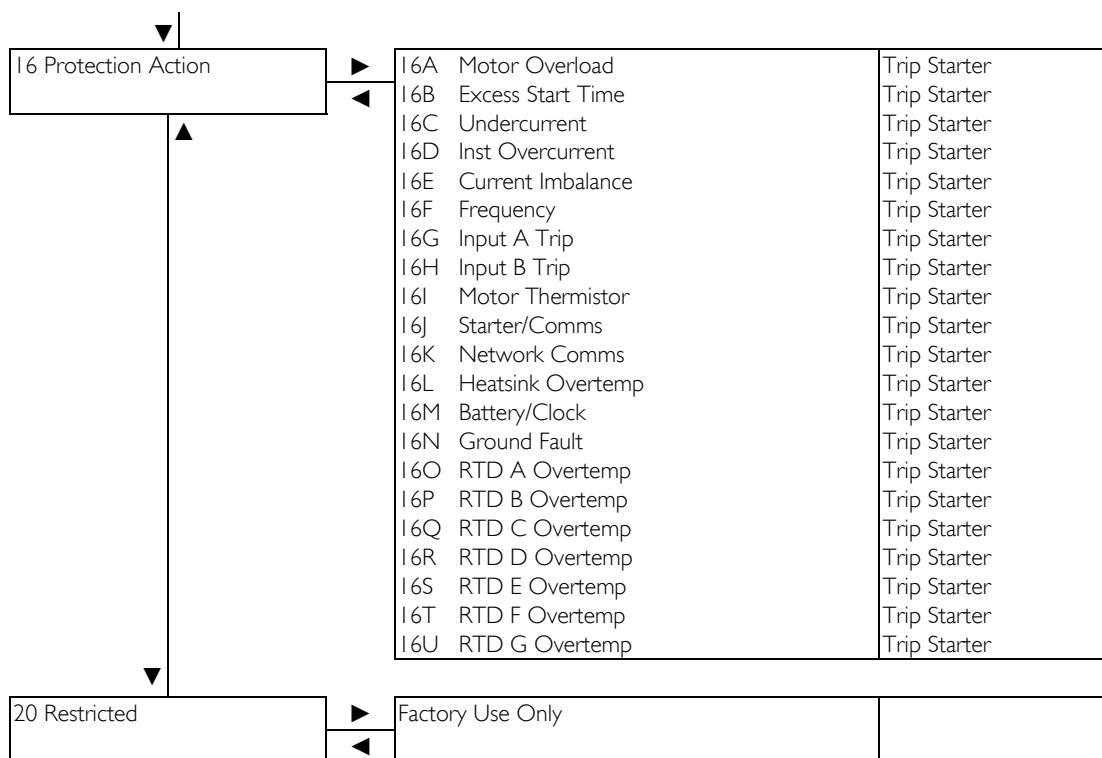 16 Protection Action
16A Motor Overload Trip Starter
16B Excess Start Time Trip Starter
16C Undercurrent Trip Starter
16D Inst Overcurrent Trip Starter
16E Current Imbalance Trip Starter
16F Frequency Trip Starter
16G Input A Trip Trip Starter
16H Input B Trip Trip Starter
16I Motor Thermistor Trip Starter
16J Starter/Comms Trip Starter
16K Network Comms Trip Starter
16L Heatsink Overtemp Trip Starter
16M Battery/Clock Trip Starter
16N Ground Fault Trip Starter
16O RTD A Overtemp Trip Starter
16P RTD B Overtemp Trip Starter
16Q RTD C Overtemp Trip Starter
16R RTD D Overtemp Trip Starter
16S RTD E Overtemp Trip Starter
16T RTD F Overtemp Trip Starter
16U RTD G Overtemp Trip Starter
20 Restricted
Factory Use Only